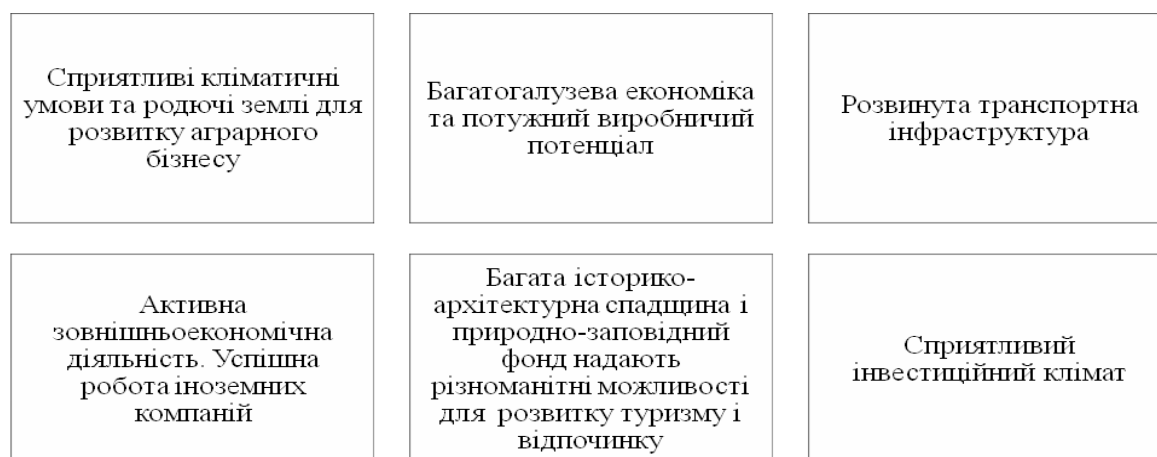 Сприятливі кліматичні
умови та родючі землі для
розвитку аграрного
бізнесу
Багатогалузева економіка
та потужний виробничий
потенціал
Розвинута транспортна
інфраструктура
Активна
зовнішньоекономічна
діяльність. Успішна
робота іноземних
компаній
Багата історико-
архітектурна спадщина і
природно-заповідний
фонд надають
різноманітні можливості
для розвитку туризму і
відпочинку
Сприятливий
інвестиційний клімат